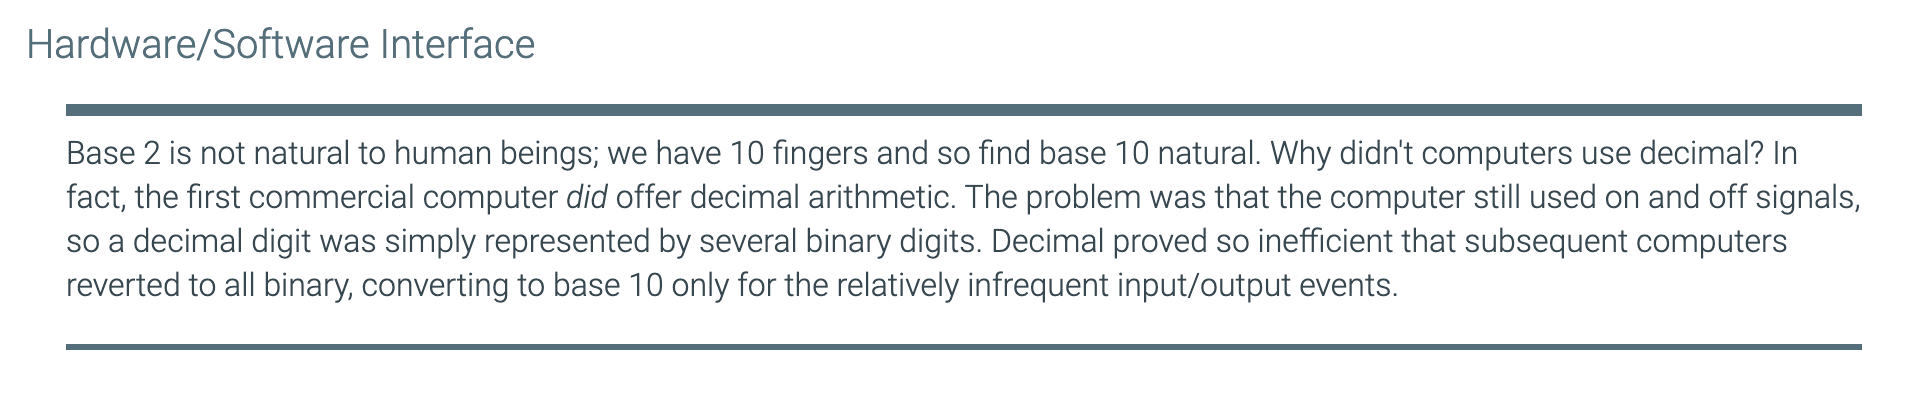 Hardware/Software Interface
Base 2 is not natural to human beings; we have 10 fingers and so find base 10 natural. Why didn't computers use decimal? In
fact, the first commercial computer did offer decimal arithmetic. The problem was that the computer still used on and off signals,
so a decimal digit was simply represented by several binary digits. Decimal proved so inefficient that subsequent computers
reverted to all binary, converting to base 10 only for the relatively infrequent input/output events.